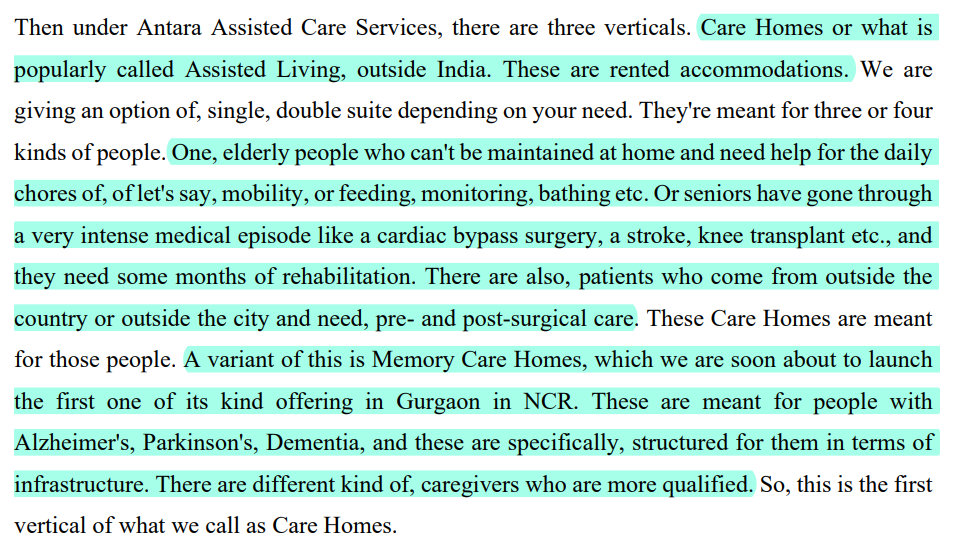 Then under Antara Assisted Care Services, there are three verticals. Care Homes or what is
popularly called Assisted Living, outside India. These are rented accommodations. We are
giving an option of, single, double suite depending on your need. They're meant for three or four
kinds of people. One, elderly people who can't be maintained at home and need help for the daily
chores of, of let's say, mobility, or feeding, monitoring, bathing etc. Or seniors have gone through
a very intense medical episode like a cardiac bypass surgery, a stroke, knee transplant etc., and
they need some months of rehabilitation. There are also, patients who come from outside the
country or outside the city and need, pre- and post-surgical care. These Care Homes are meant
for those people. A variant of this is Memory Care Homes, which we are soon about to launch
the first one of its kind offering in Gurgaon in NCR. These are meant for people with
Alzheimer's, Parkinson's, Dementia, and these are specifically, structured for them in terms of
infrastructure. There are different kind of, caregivers who are more qualified. So, this is the first
vertical of what we call as Care Homes.